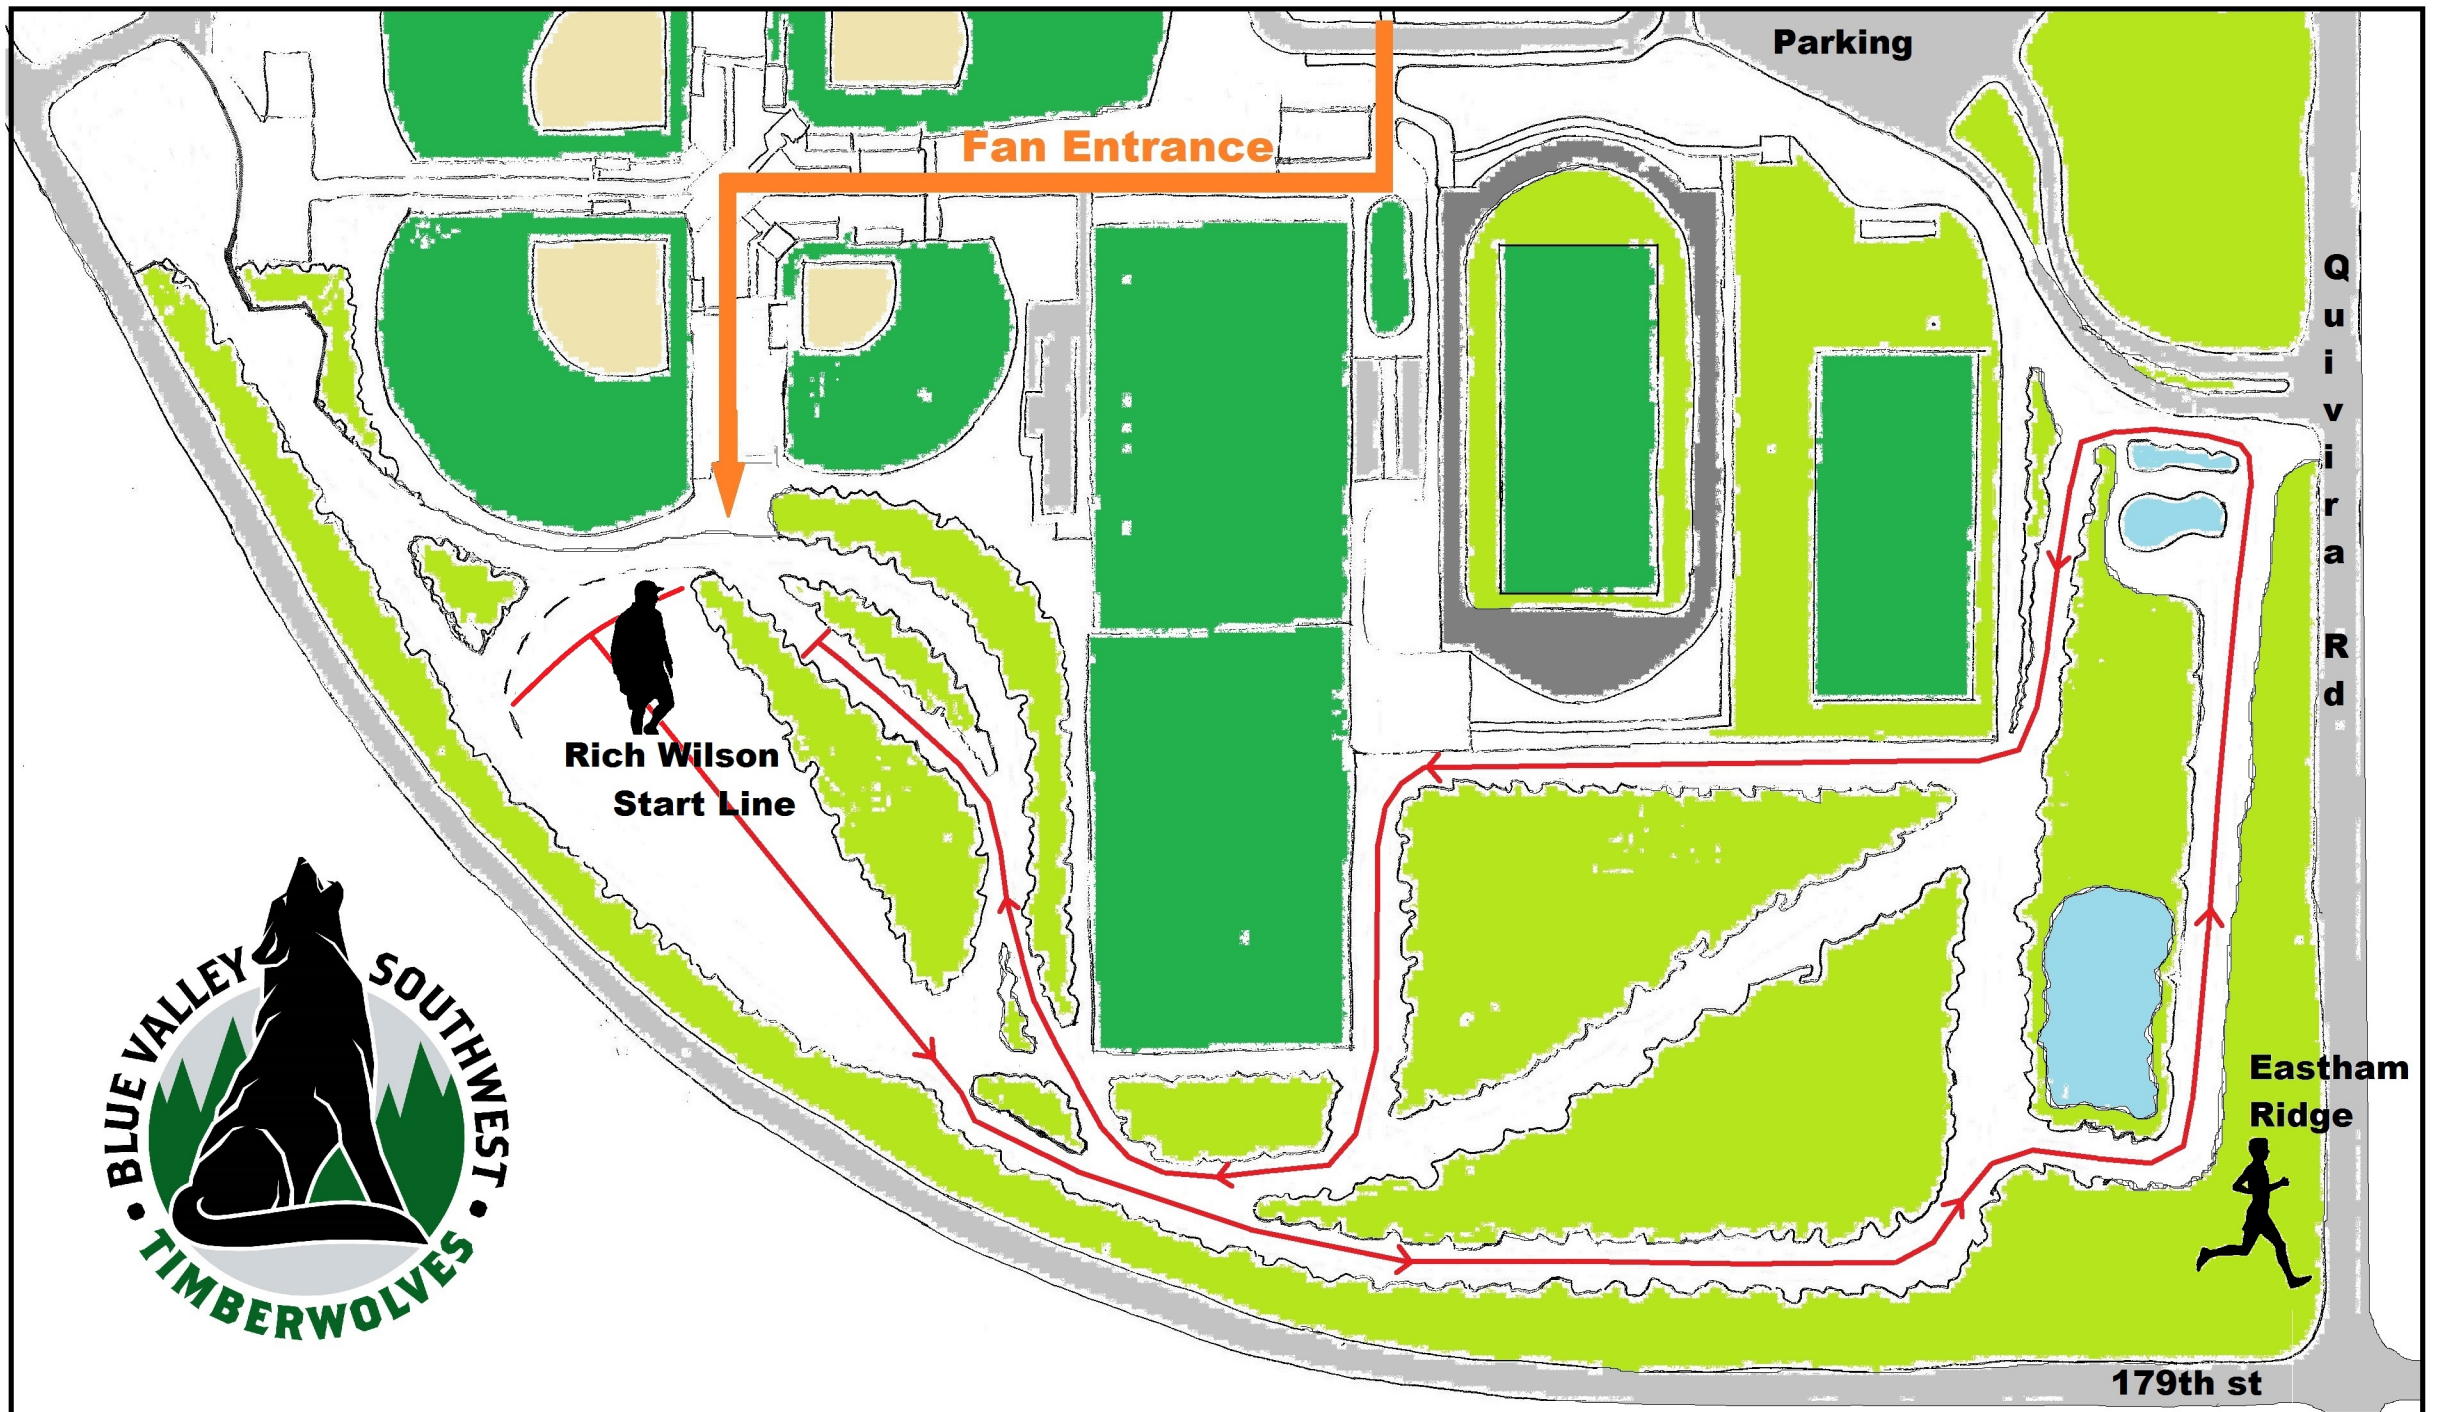 Parking
Fan Entrance
Quivira Rd
Rich Wilson
Start Line
BLUE VALLEY SOUTHWEST
TIMBERWOLVES
Eastham
Ridge
179th st